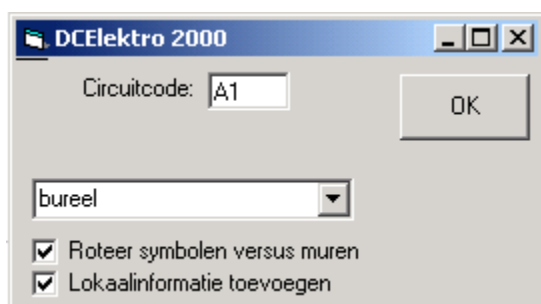 DCElektro 2000
Circuitcode: A1
OK
bureel
Roteer symbolen versus muren
Lokaalinformatie toevoegen